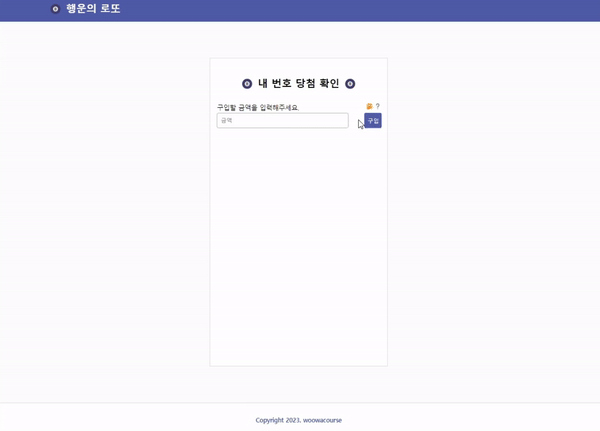 행운의 로또
내 번호 당첨 확인
구입할 금액을 입력해주세요.
?
금액
구입
Copyright 2023. woowacourse